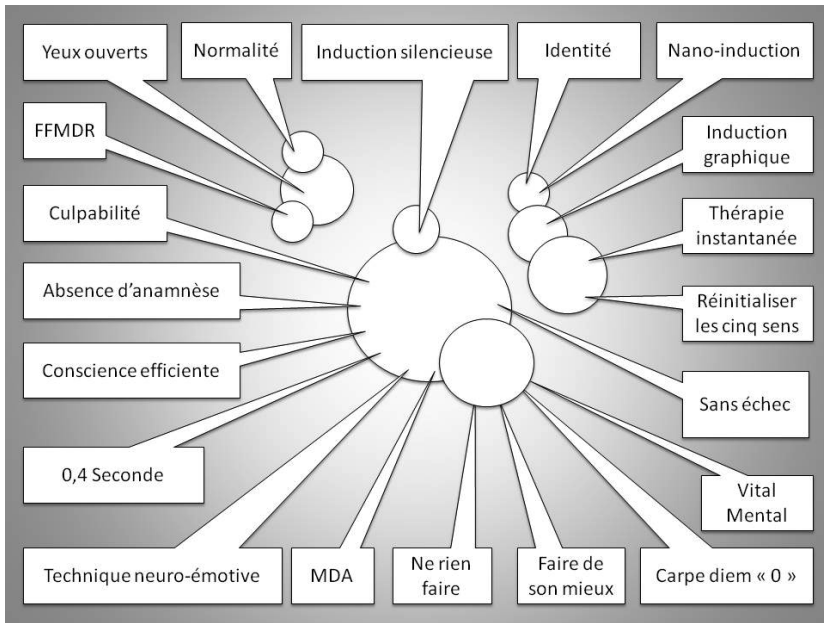 Yeux ouverts
Normalité
Induction silencieuse
Identité
Nano-induction
FFMDR
Induction
graphique
Culpabilité
Thérapie
instantanée
Absence d'anamnèse
Réinitialiser
les cinq sens
Conscience efficiente
Sans échec
0,4 Seconde
Vital
Mental
Technique neuro-émotive
MDA
Ne rien
faire
Faire de
son mieux
Carpe diem « 0 »